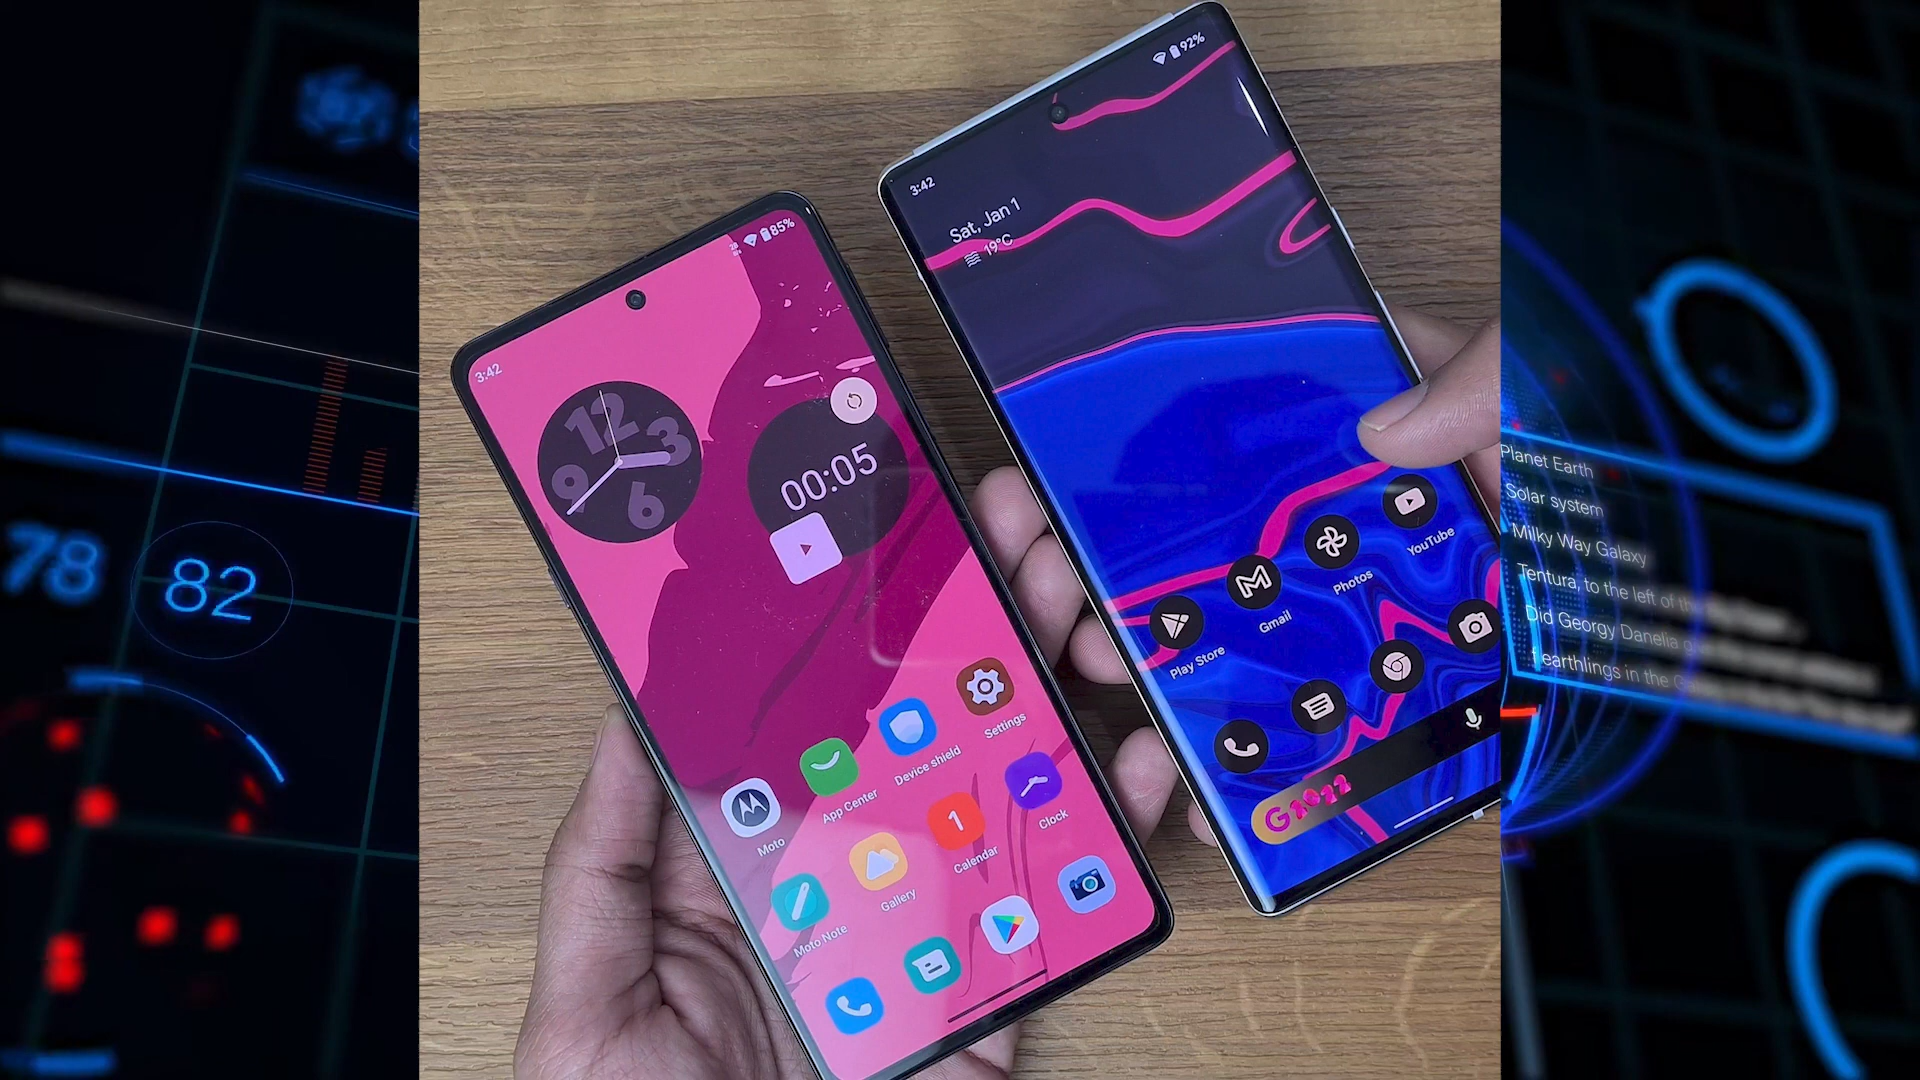 78
82
3:42
85%
12
3
6
9
00:05
Settings
Device shield
App Center
Moto
Clock
1
Calendar
Gallery
Moto Note
92%
3:42
Sat, Jan 1
19°C
YouTube
Photos
Gmail
Play Store
G2022
Planet Earth
Solar system
Milky Way Galaxy
Tentura, to the left of
Did Georgy Danelia
earthlings in the